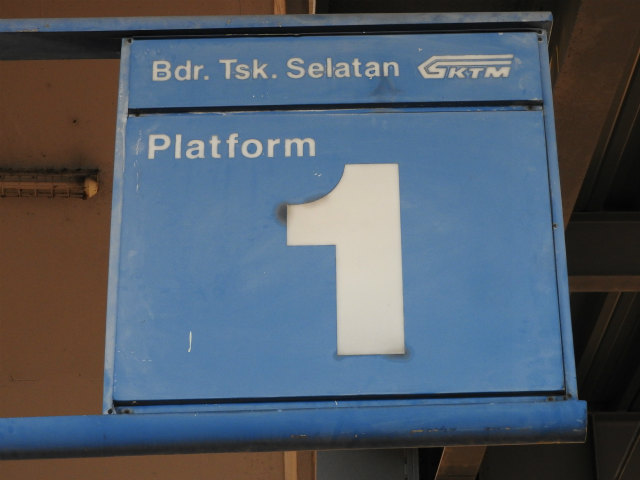 Bdr. Tsk. Selatan KTM
Platform
1